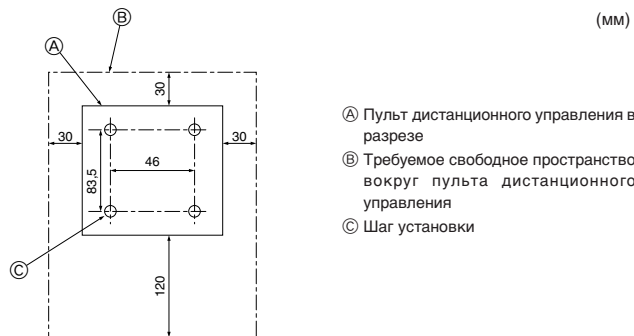 (мм)
Ⓑ
Ⓐ
30
30
30
46
83,5
Ⓒ
120
Ⓐ Пульт дистанционного управления в
разрезе
Ⓑ Требуемое свободное пространство
вокруг пульта дистанционного
управления
Ⓒ Шаг установки